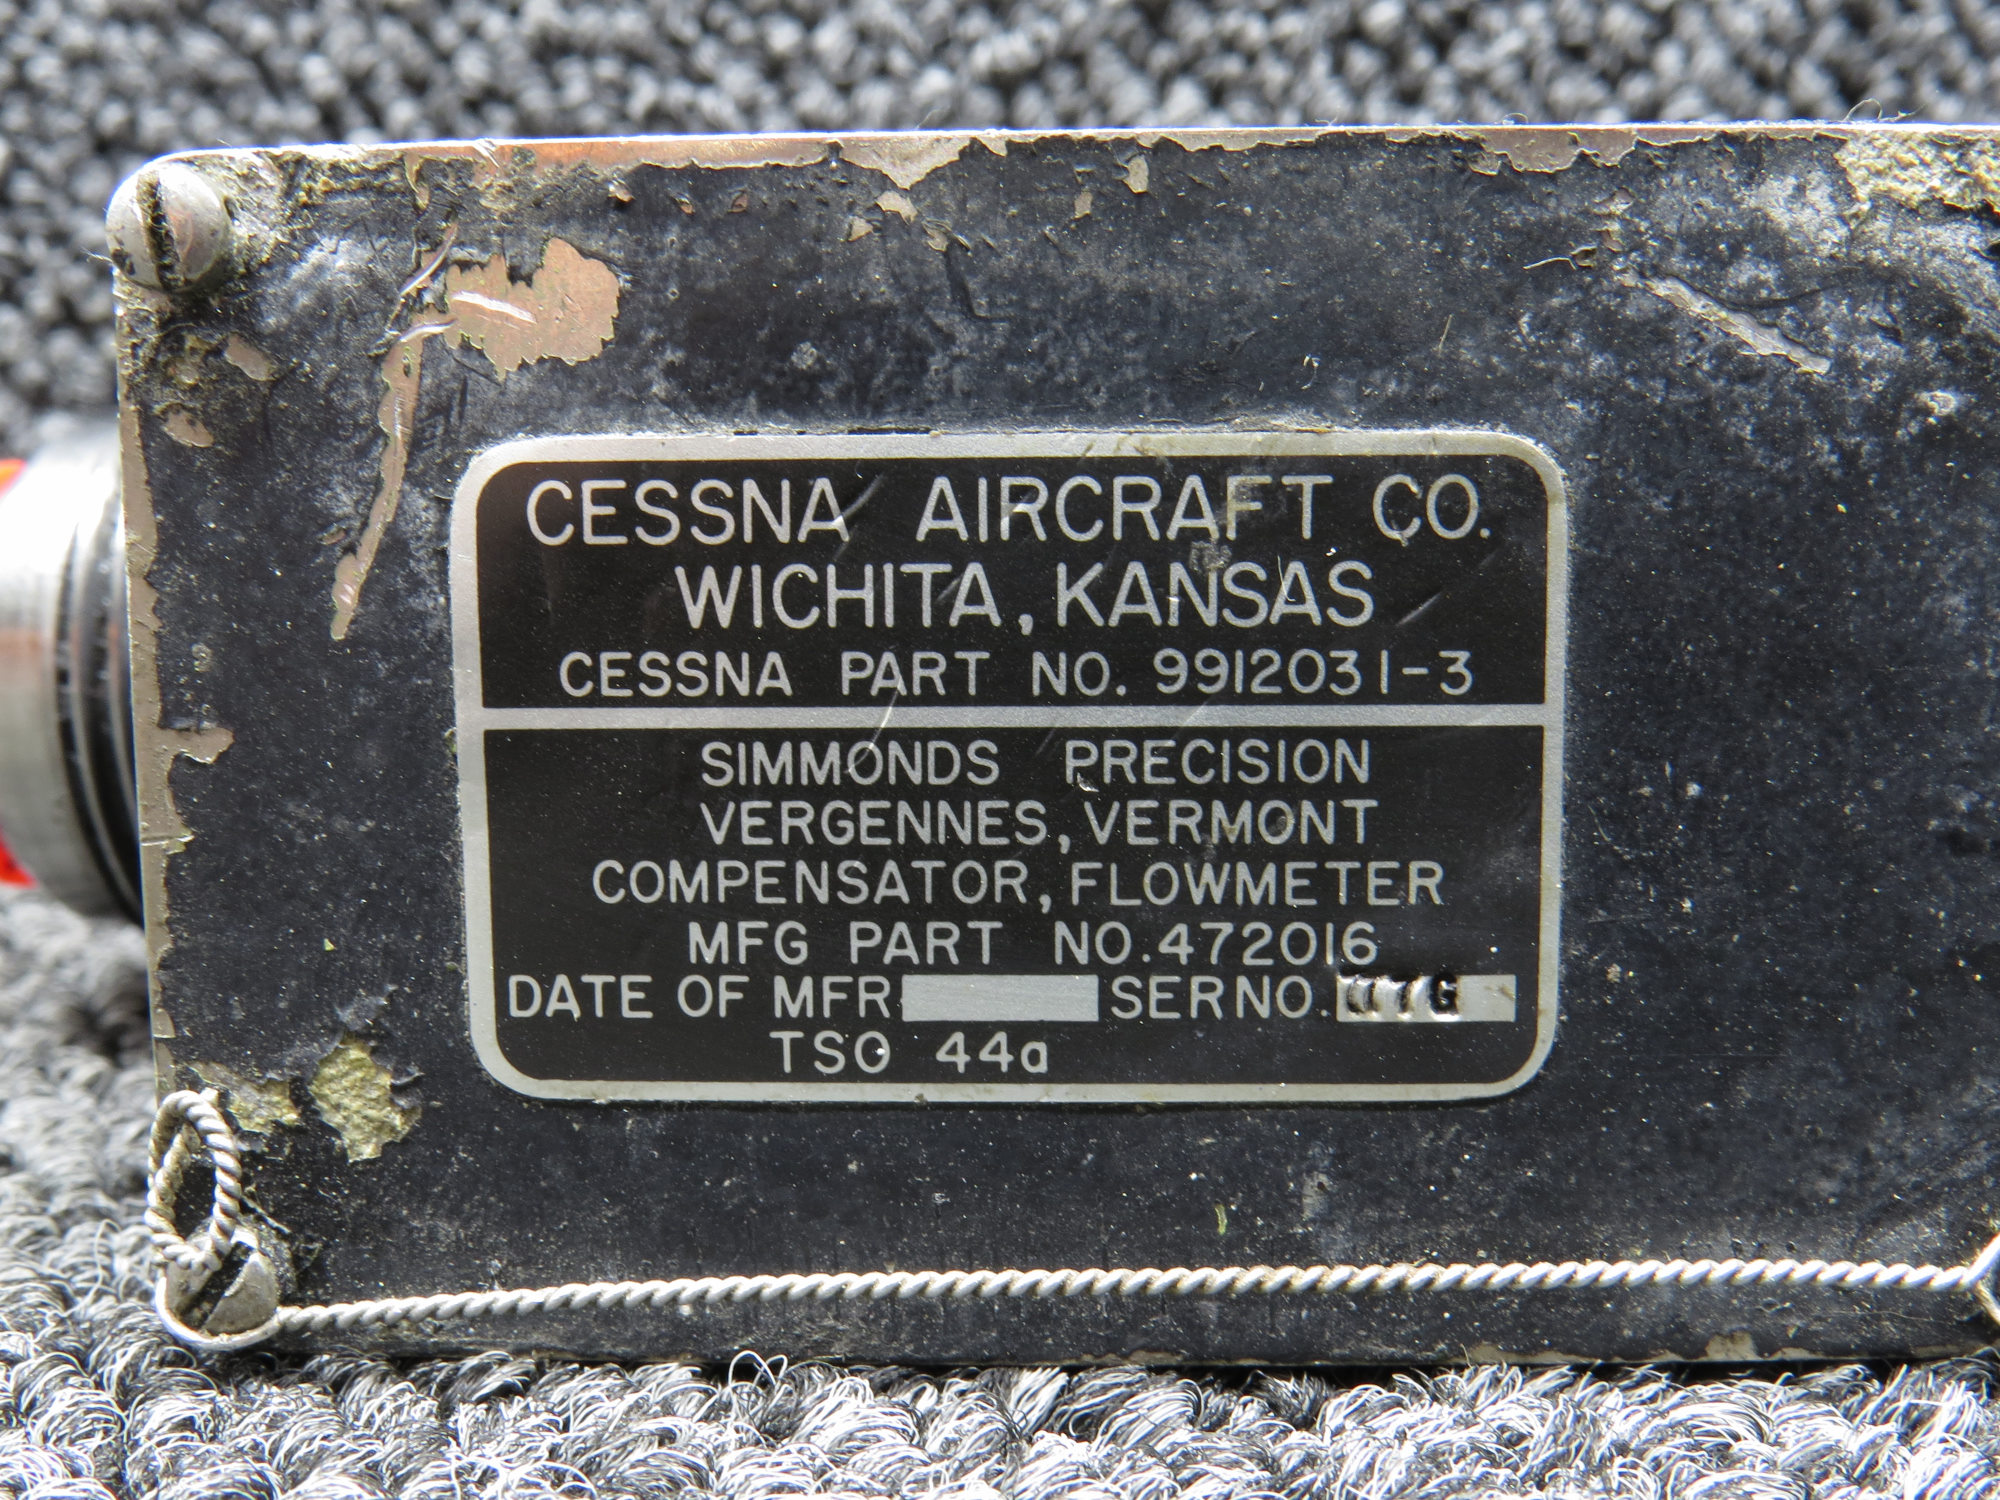 CESSNA AIRCRAFT CO.
WICHITA, KANSAS
CESSNA PART NO. 9912031-3
SIMMONDS PRECISION
VERGENNES, VERMONT
COMPENSATOR, FLOWMETER
MFG PART NO. 472016
DATE OF MFR SER NO.
TSO 44a